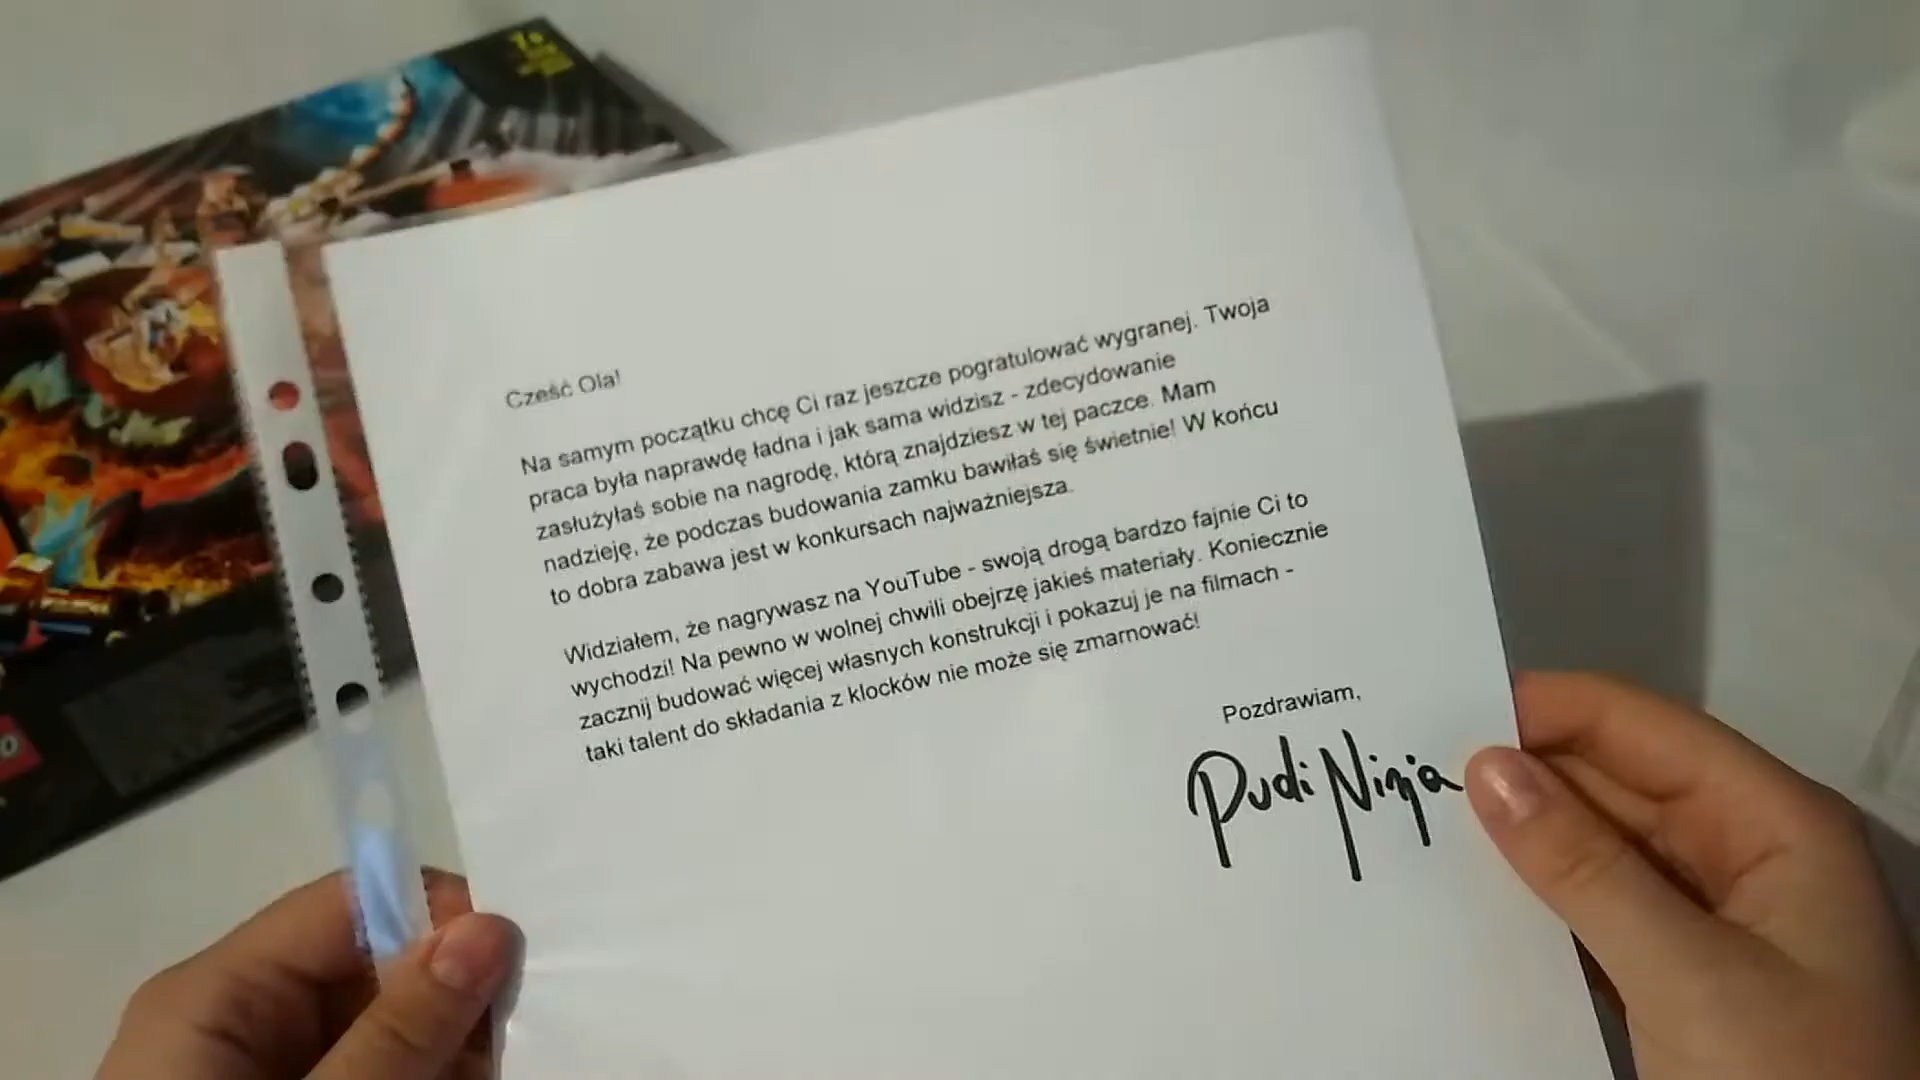 Cześć Ola!
Na samym początku chcę Ci raz jeszcze pogratulować wygranej. Twoja
praca była naprawdę ładna i jak sama widzisz - zdecydowanie
zasłużyłaś sobie na nagrodę, którą znajdziesz w tej paczce. Mam
nadzieję, że podczas budowania zamku bawiłaś się świetnie! W końcu
to dobra zabawa jest w konkursach najważniejsza.
Widziałem, że nagrywasz na YouTube - swoją drogą bardzo fajnie Ci to
wychodzi! Na pewno w wolnej chwili obejrzę jakieś materiały. Koniecznie
zacznij budować więcej własnych konstrukcji i pokazuj je na filmach -
taki talent do składania z klocków nie może się zmarnować!
Pozdrawiam,
Pudi Ninja